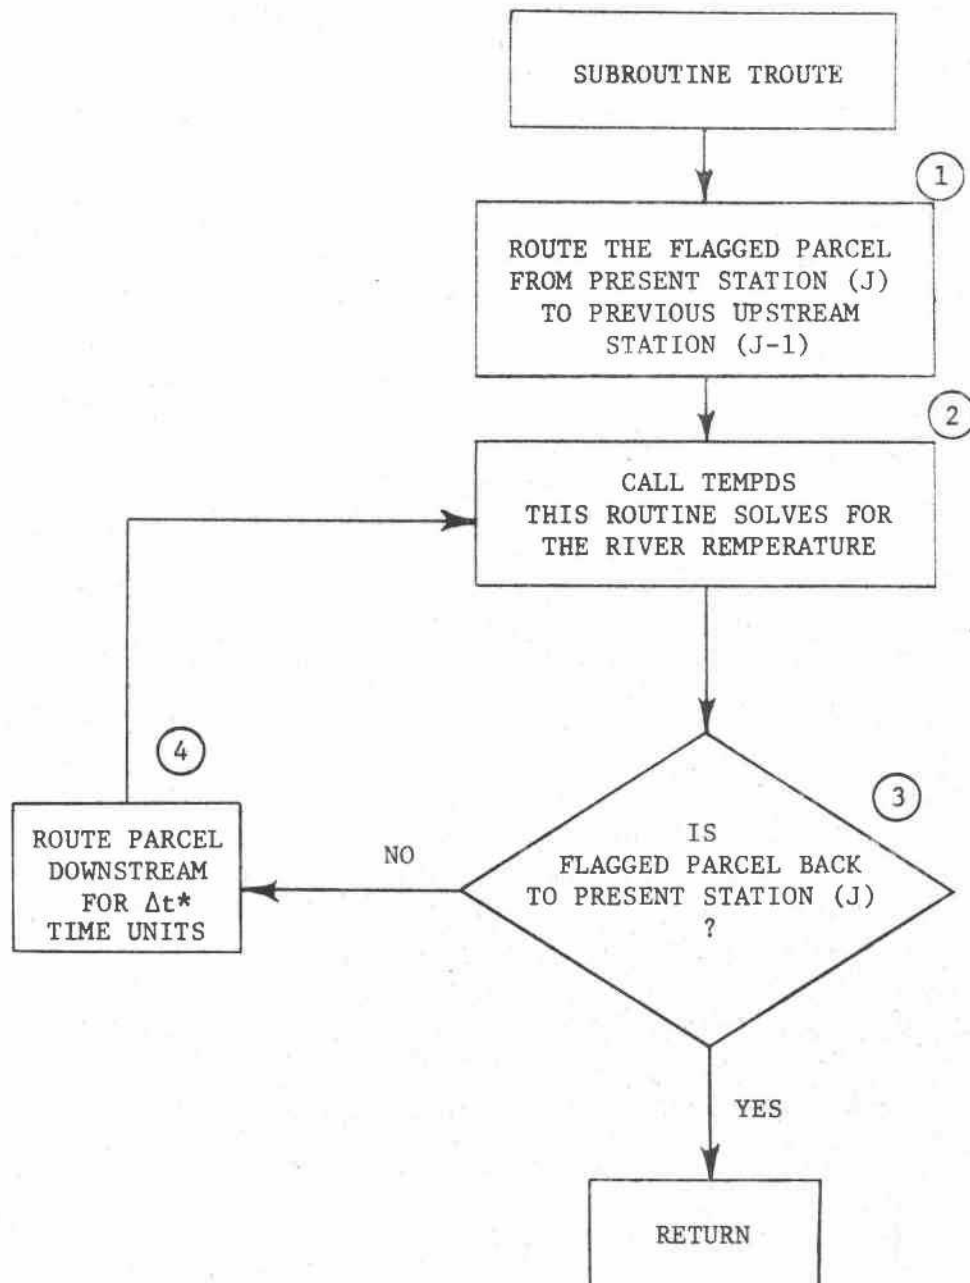 SUBROUTINE TROUTE
1
ROUTE THE FLAGGED PARCEL
FROM PRESENT STATION (J)
TO PREVIOUS UPSTREAM
STATION (J-1)
2
CALL TEMPDS
THIS ROUTINE SOLVES FOR
THE RIVER REMPERATURE
3
IS
FLAGGED PARCEL BACK
TO PRESENT STATION (J)
?
NO
4
ROUTE PARCEL
DOWNSTREAM
FOR Δt*
TIME UNITS
YES
RETURN